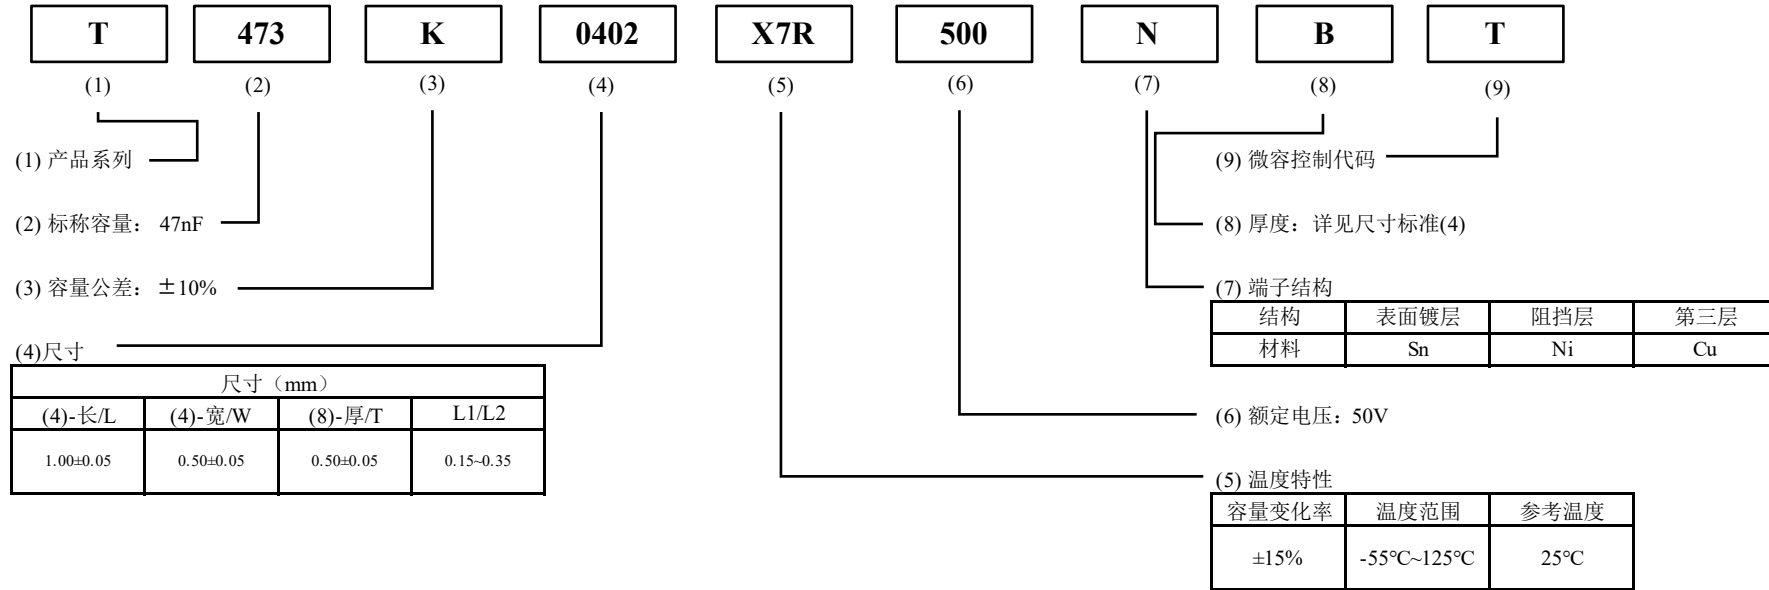 T 473 K 0402 X7R 500 N B T
(1) (2) (3) (4) (5) (6) (7) (8) (9)
(1) 产品系列
(9) 微容控制代码
(2) 标称容量： 47nF
(8) 厚度：详见尺寸标准(4)
(3) 容量公差：±10%
(7) 端子结构
结构 表面镀层 阻挡层 第三层
材料 Sn Ni Cu
(4)尺寸
尺寸（mm）
(4)-长/L (4)-宽/W (8)-厚/T L1/L2
1.00±0.05 0.50±0.05 0.50±0.05 0.15~0.35
(6) 额定电压：50V
(5) 温度特性
容量变化率 温度范围 参考温度
±15% -55℃~125℃ 25℃